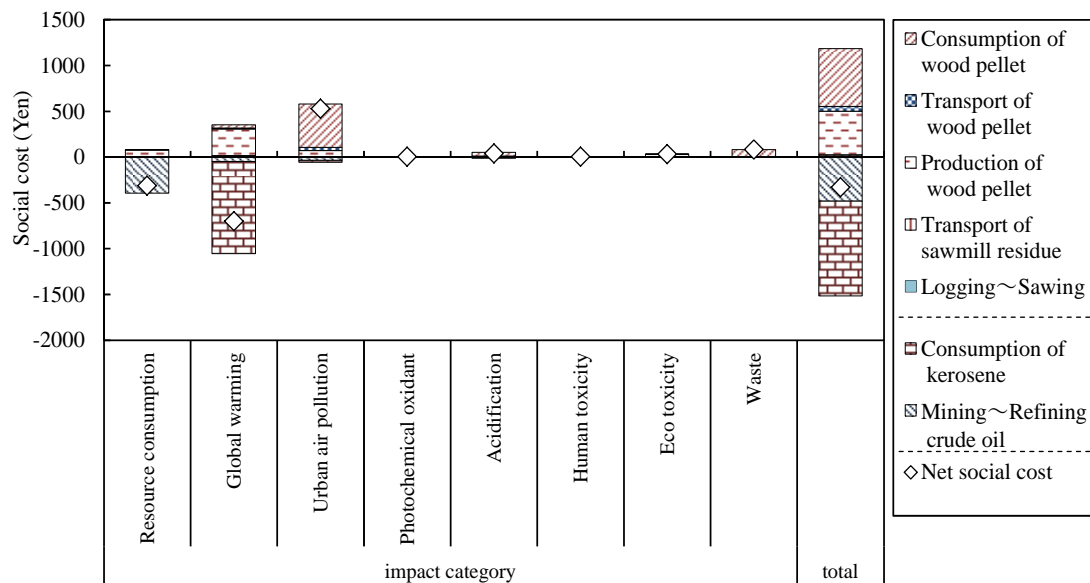 1500
1000
500
0
-500
-1000
-1500
-2000
Social cost (Yen)
Resource consumption
Global warming
Urban air pollution
Photochemical oxidant
Acidification
Human toxicity
Eco toxicity
Waste
impact category
total
Consumption of
wood pellet
Transport of
wood pellet
Production of
wood pellet
Transport of
sawmill residue
Logging～Sawing
Consumption of
kerosene
Mining～Refining
crude oil
Net social cost